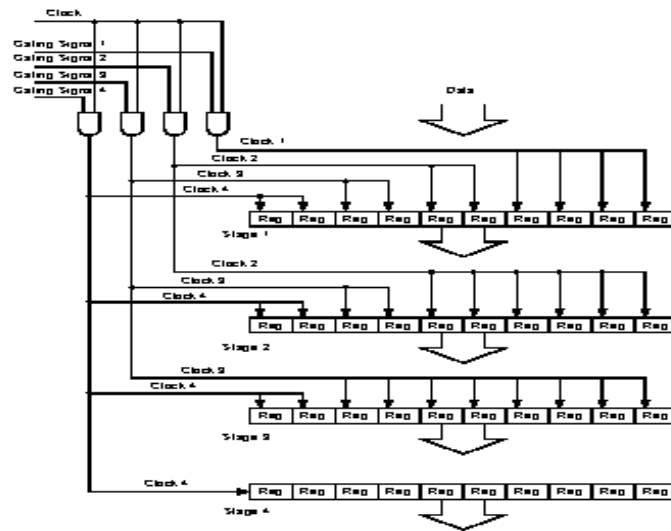 Clock
Gating Signal 1
Gating Signal 2
Gating Signal 3
Gating Signal 4
Data
Clock 1
Clock 2
Clock 3
Clock 4
Reg Reg Reg Reg Reg Reg Reg Reg Reg Reg
Stage 1
Clock 2
Clock 3
Clock 4
Reg Reg Reg Reg Reg Reg Reg Reg Reg Reg
Stage 2
Clock 3
Clock 4
Reg Reg Reg Reg Reg Reg Reg Reg Reg Reg
Stage 3
Clock 4
Reg Reg Reg Reg Reg Reg Reg Reg Reg Reg
Stage 4